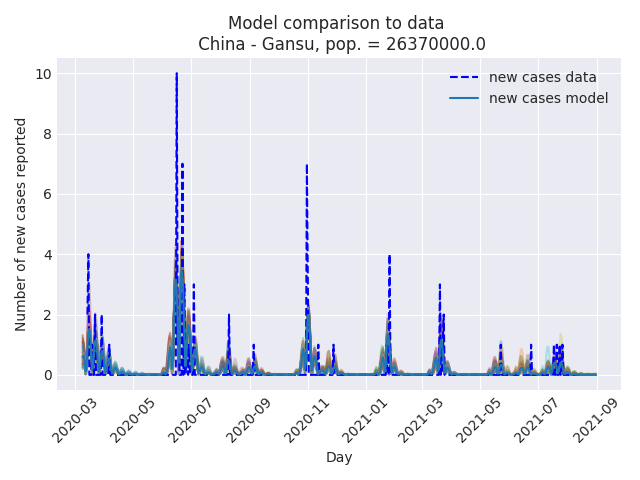 Model comparison to data
China - Gansu, pop. = 26370000.0
new cases data
new cases model
Number of new cases reported
10
8
6
4
2
0
2020-03
2020-05
2020-07
2020-09
2020-11
2021-01
2021-03
2021-05
2021-07
2021-09
Day